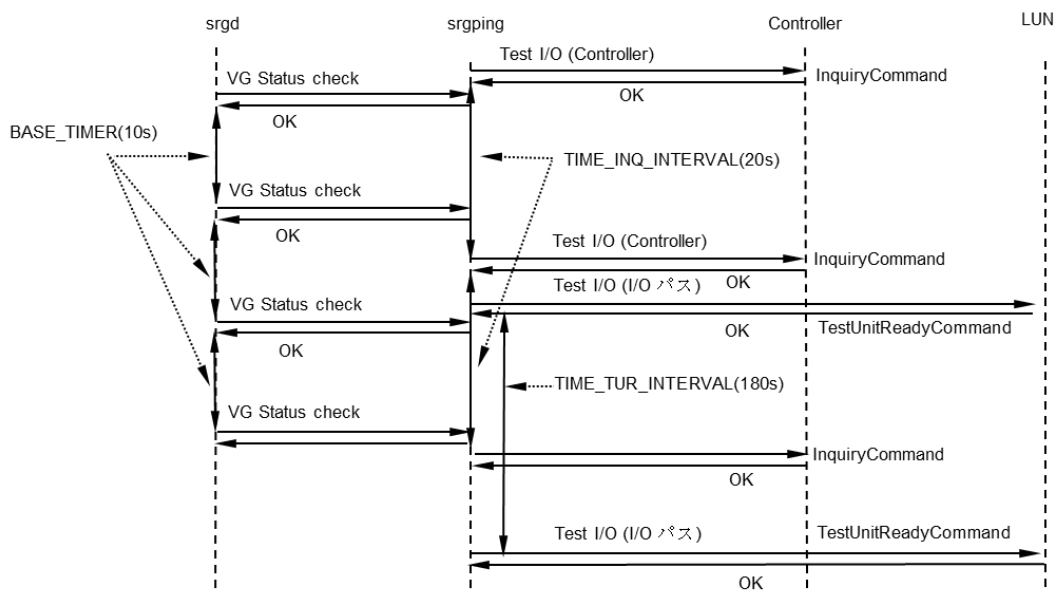 srgd
srgping
Controller
LUN
Test I/O (Controller)
InquiryCommand
VG Status check
OK
OK
BASE_TIMER(10s)
TIME_INQ_INTERVAL(20s)
VG Status check
OK
Test I/O (Controller)
InquiryCommand
OK
Test I/O (I/O パス)
VG Status check
OK
TestUnitReadyCommand
OK
TIME_TUR_INTERVAL(180s)
VG Status check
InquiryCommand
OK
Test I/O (I/O パス)
TestUnitReadyCommand
OK